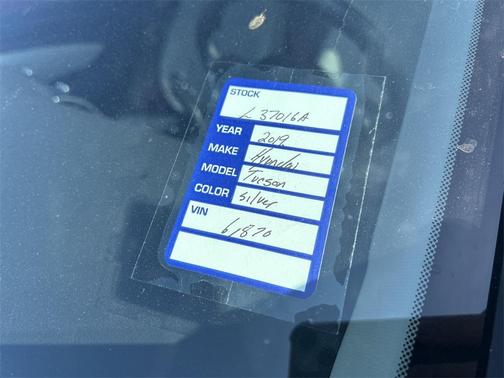 STOCK
L37016A
YEAR 2019
MAKE Hyundai
MODEL Tucson
COLOR Silver
VIN
61870